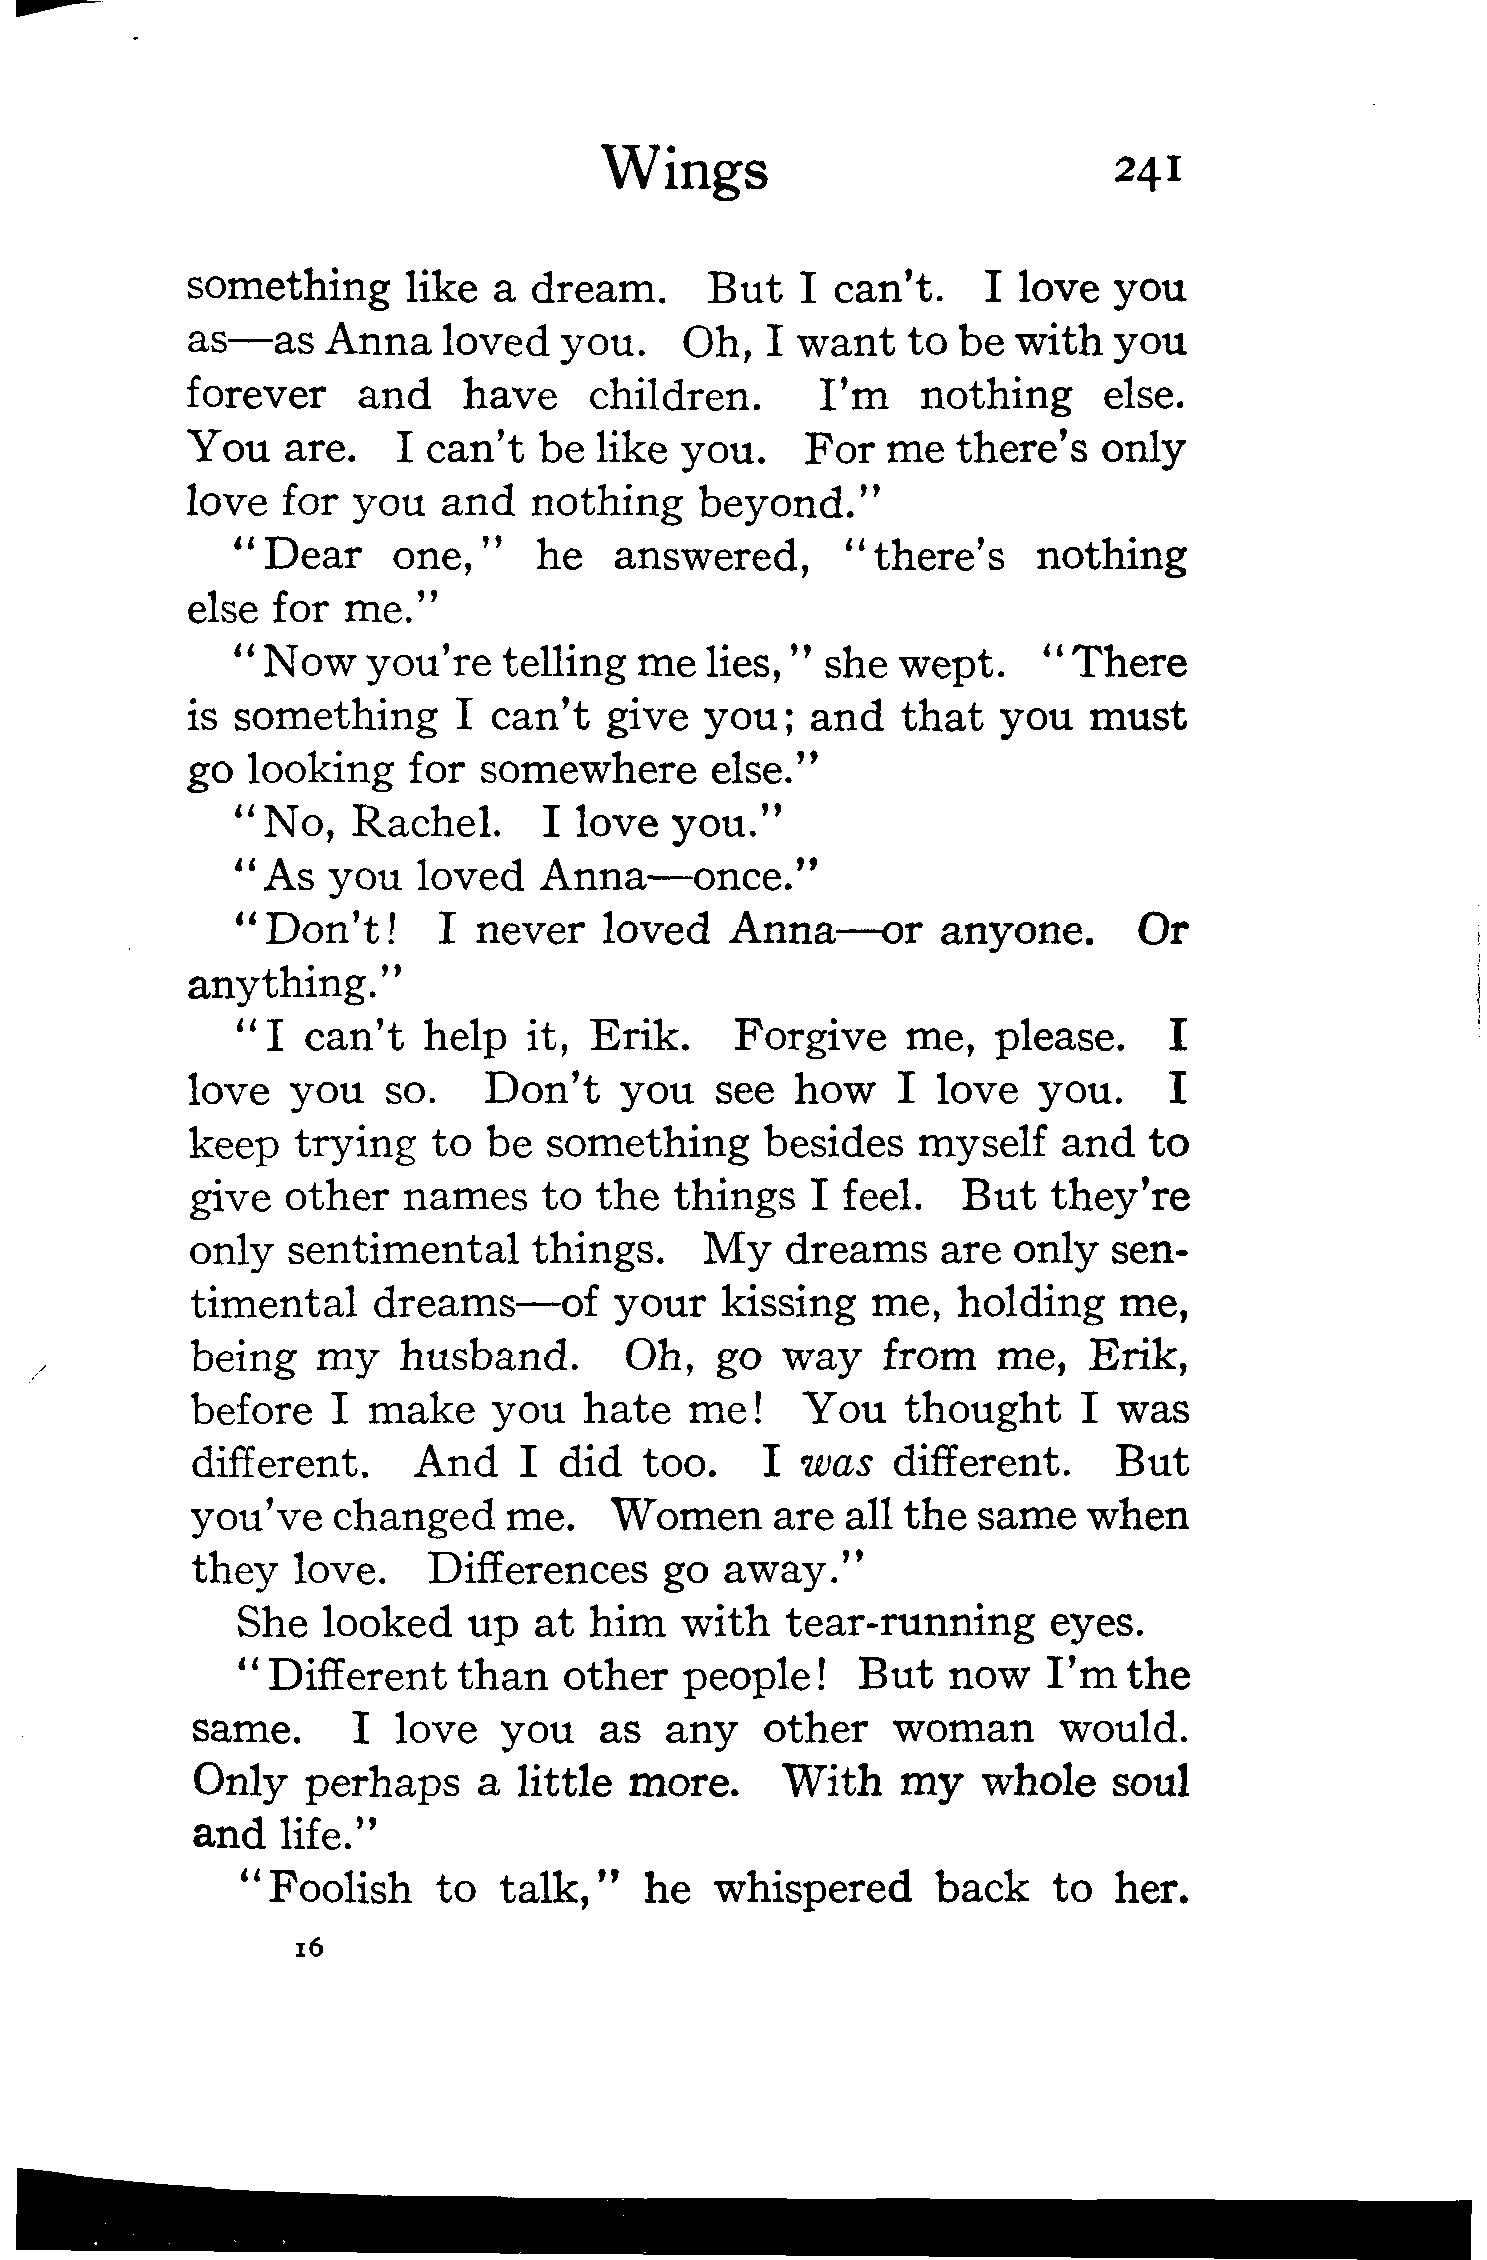 Wings 241
something like a dream. But I can't. I love you
as—as Anna loved you. Oh, I want to be with you
forever and have children. I'm nothing else.
You are. I can't be like you. For me there's only
love for you and nothing beyond."
"Dear one," he answered, "there's nothing
else for me."
"Now you're telling me lies," she wept. "There
is something I can't give you; and that you must
go looking for somewhere else."
"No, Rachel. I love you."
"As you loved Anna—once."
"Don't! I never loved Anna—or anyone. Or
anything."
"I can't help it, Erik. Forgive me, please. I
love you so. Don't you see how I love you. I
keep trying to be something besides myself and to
give other names to the things I feel. But they're
only sentimental things. My dreams are only sen-
timental dreams—of your kissing me, holding me,
being my husband. Oh, go way from me, Erik,
before I make you hate me! You thought I was
different. And I did too. I was different. But
you've changed me. Women are all the same when
they love. Differences go away."
She looked up at him with tear-running eyes.
"Different than other people! But now I'm the
same. I love you as any other woman would.
Only perhaps a little more. With my whole soul
and life."
"Foolish to talk," he whispered back to her.
16